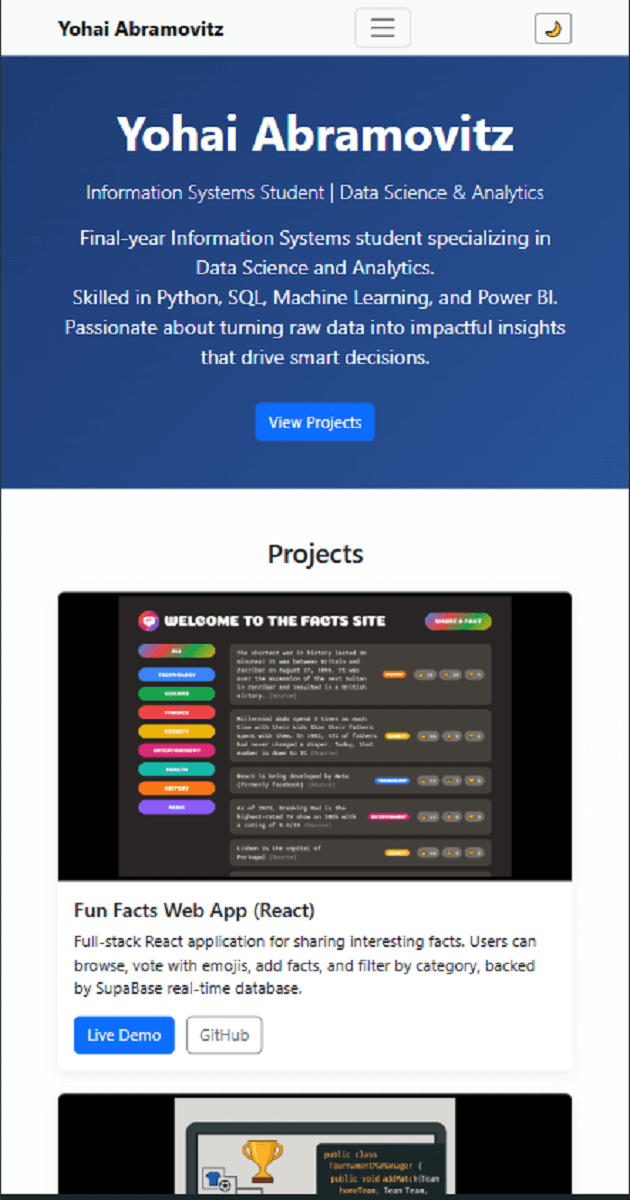 Yohai Abramovitz
Yohai Abramovitz
Information Systems Student | Data Science & Analytics
Final-year Information Systems student specializing in
Data Science and Analytics.
Skilled in Python, SQL, Machine Learning, and Power BI.
Passionate about turning raw data into impactful insights
that drive smart decisions.
View Projects
Projects
WELCOME TO THE FACTS SITE
SHARE A FACT
ALL
TECHNOLOGY
SCIENCE
FINANCE
SOCIETY
ENTERTAINMENT
HEALTH
HISTORY
NEWS
The shortest war in history lasted
minutes! It was between Britain and
Zanzibar on August 27, 1896. It was
over the ascension of the next sultan
in Zanzibar and resulted in a British
victory. (Source)
Millennial dads spend 3 times as much
time with their kids than their fathers
spent with them. In 1982, 43% of fathers
had never changed a diaper. Today, that
number is down to 3% (Source)
React is being developed by Meta
(formerly facebook) (Source)
As of 2023, Breaking Bad is the
highest-rated TV show on IMDb with
a rating of (Source)
Lisbon is the capital of
Portugal (Source)
Fun Facts Web App (React)
Full-stack React application for sharing interesting facts. Users can
browse, vote with emojis, add facts, and filter by category, backed
by SupaBase real-time database.
Live Demo
GitHub
public class
{
public void addMatch(Team
homeTeam, Team Team,